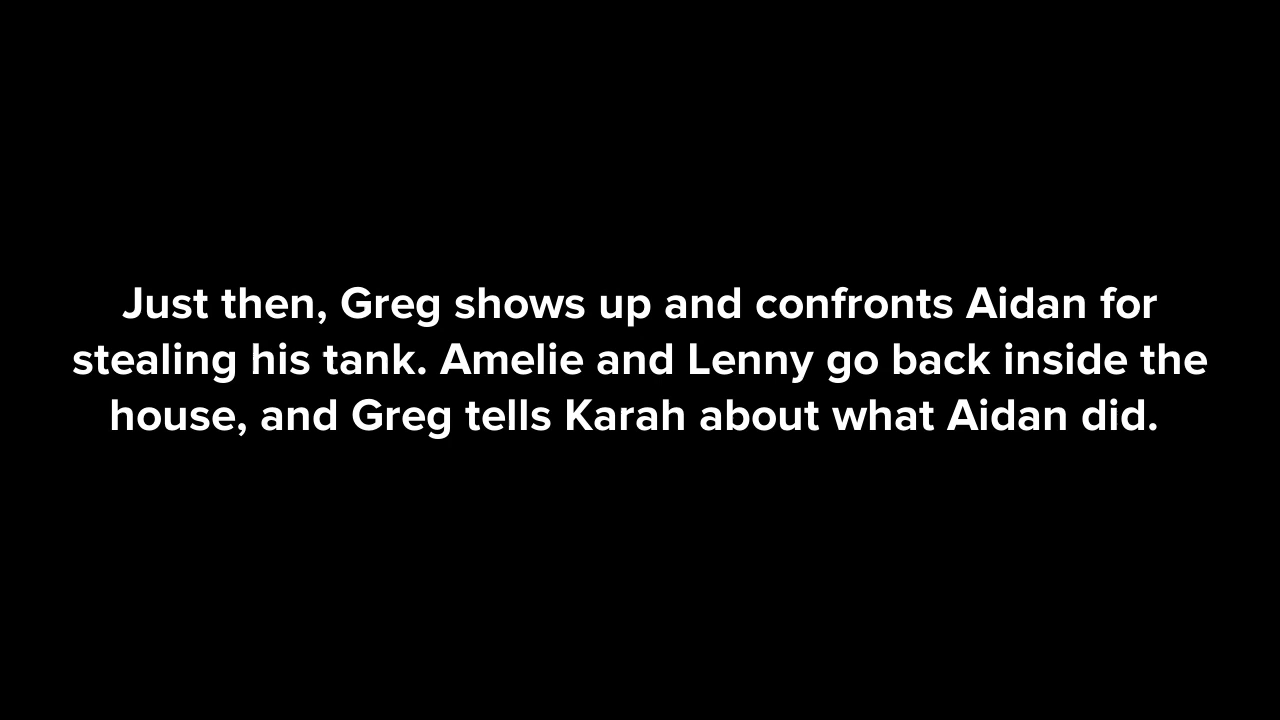 Just then, Greg shows up and confronts Aidan for
stealing his tank. Amelie and Lenny go back inside the
house, and Greg tells Karah about what Aidan did.